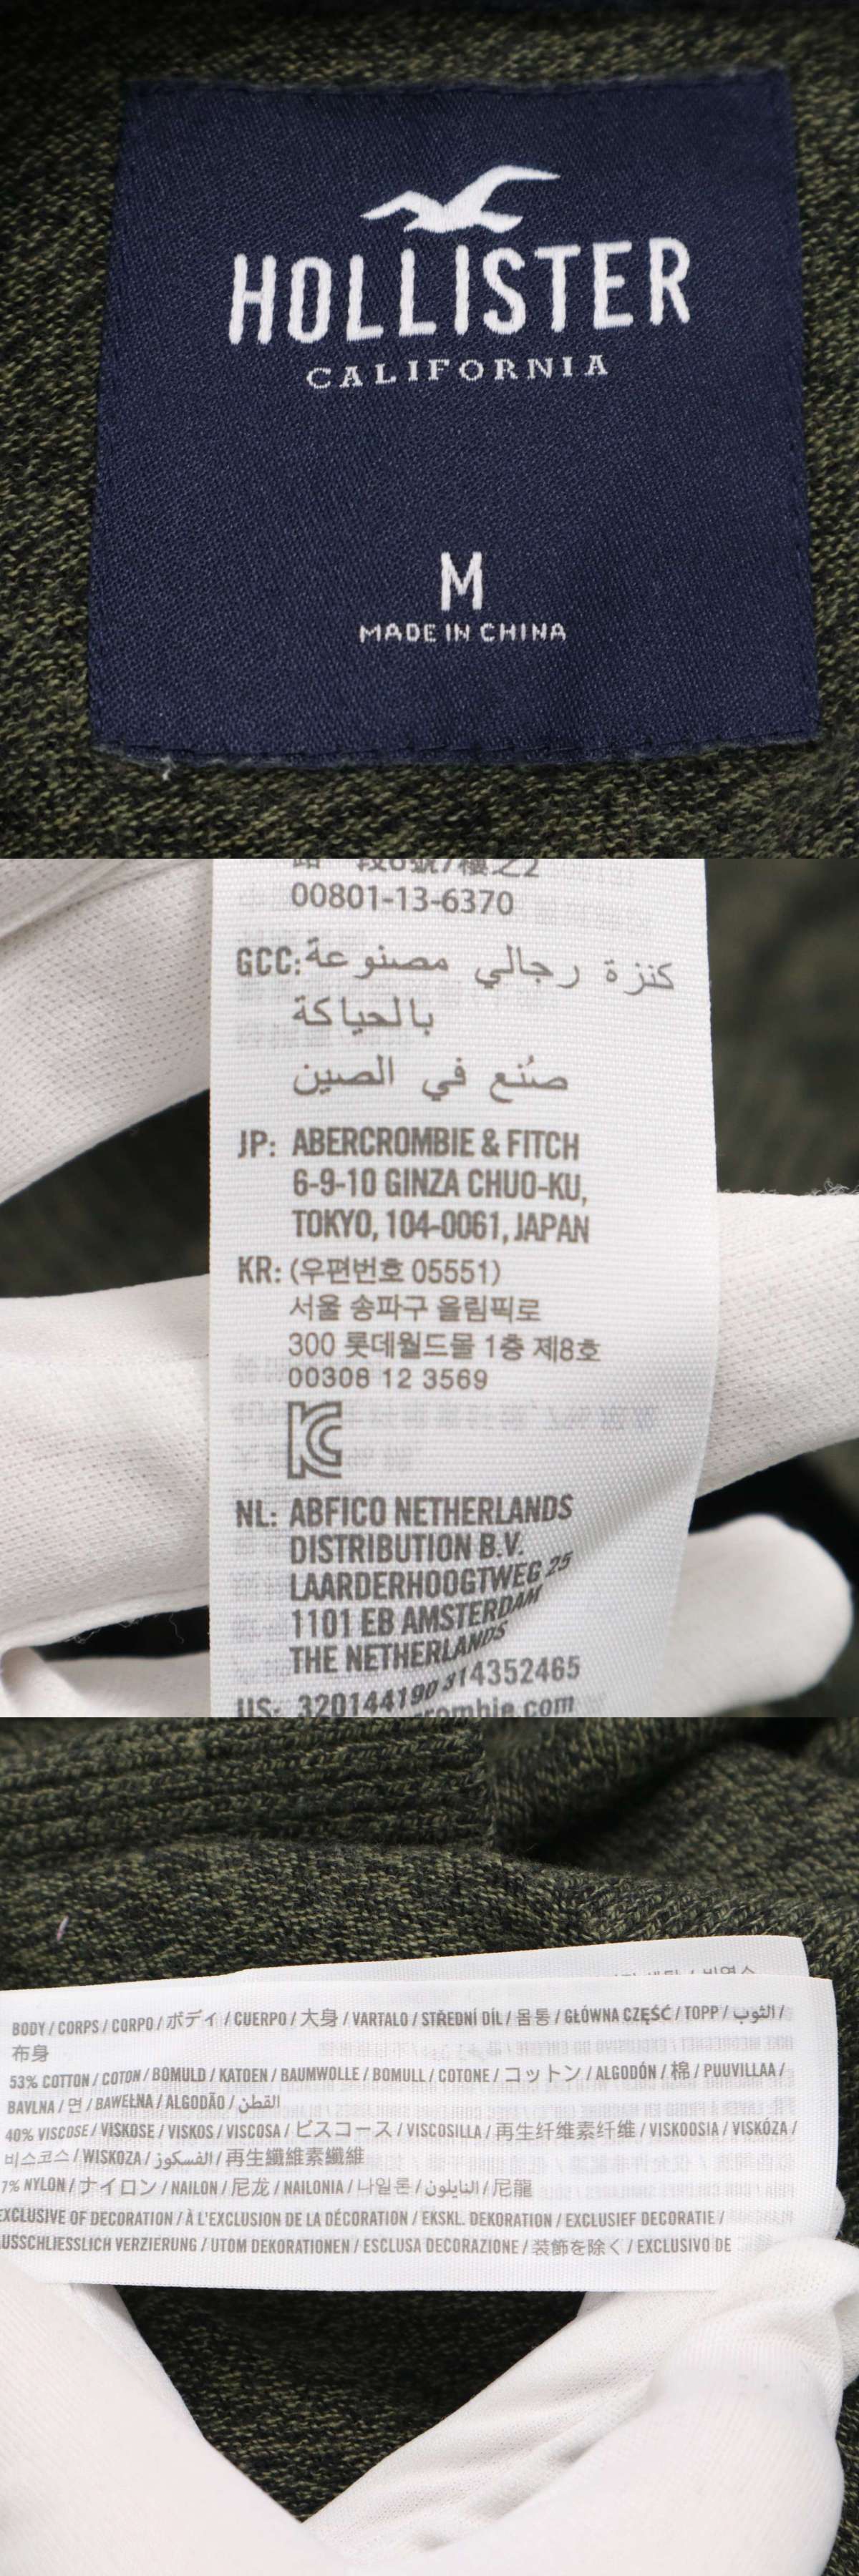 HOLLISTER
CALIFORNIA
M
MADE IN CHINA
00801-13-6370
GCC: كنزة رجالي مصنوعة
بالحياكة
صُنع في الصين
JP: ABERCROMBIE & FITCH
6-9-10 GINZA CHUO-KU,
TOKYO, 104-0061, JAPAN
KR: (우편번호 05551)
서울 송파구 올림픽로
300 롯데월드몰 1층 제8호
00308 12 3569
NL: ABFICO NETHERLANDS
DISTRIBUTION B.V.
LAARDERHOOGTWEG 25
1101 EB AMSTERDAM
THE NETHERLANDS
US: 320144190 314352465
BODY / CORPS / CORPO / ボディ / CUERPO / 大身 / VARTALO / STŘEDNÍ DÍL / 몸통 / GŁÓWNA CZĘŚĆ / TOPP / الثوب /
布身
53% COTTON / COTON / BOMULD / KATOEN / BAUMWOLLE / BOMULL / COTONE / コットン / ALGODÓN / 棉 / PUUVILLAA /
BAVLNA / 면 / BAWEŁNA / ALGODÃO / القطن
40% VISCOSE / VISKOSE / VISKOS / VISCOSA / ビスコース / VISCOSILLA / 再生纤维素纤维 / VISKOOSIA / VISKÓZA /
비스코스 / WISKOZA / الفسكوز / 再生纖維素纖維
7% NYLON / ナイロン / NAILON / 尼龙 / NAILONIA / 나일론 / النايلون / 尼龍
EXCLUSIVE OF DECORATION / À L'EXCLUSION DE LA DÉCORATION / EKSKL. DEKORATION / EXCLUSIEF DECORATIE /
USSCHLIESSLICH VERZIERUNG / UTOM DEKORATIONEN / ESCLUSA DECORAZIONE / 装飾を除く / EXCLUSIVO DE